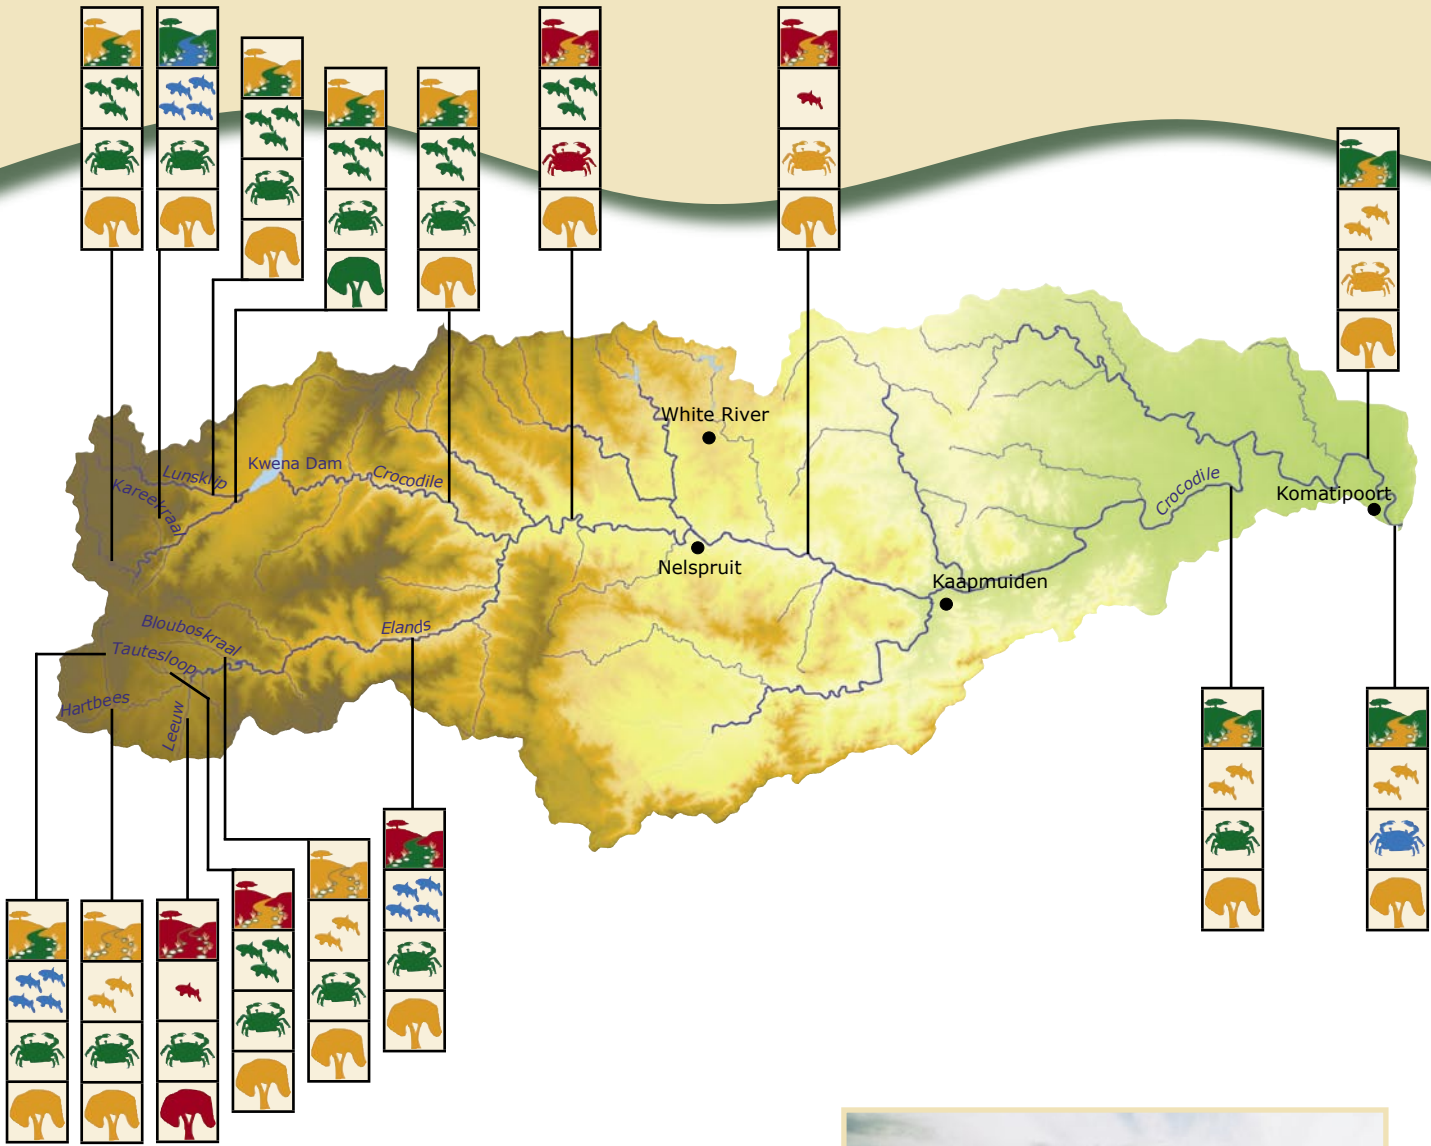 White River
Kwena Dam
Lunsklip
Crocodile
Kareekraal
Crocodile
Komatipoort
Nelspruit
Kaapmuiden
Blouboskraal
Elands
Tautesloop
Hartbees
Leeuw